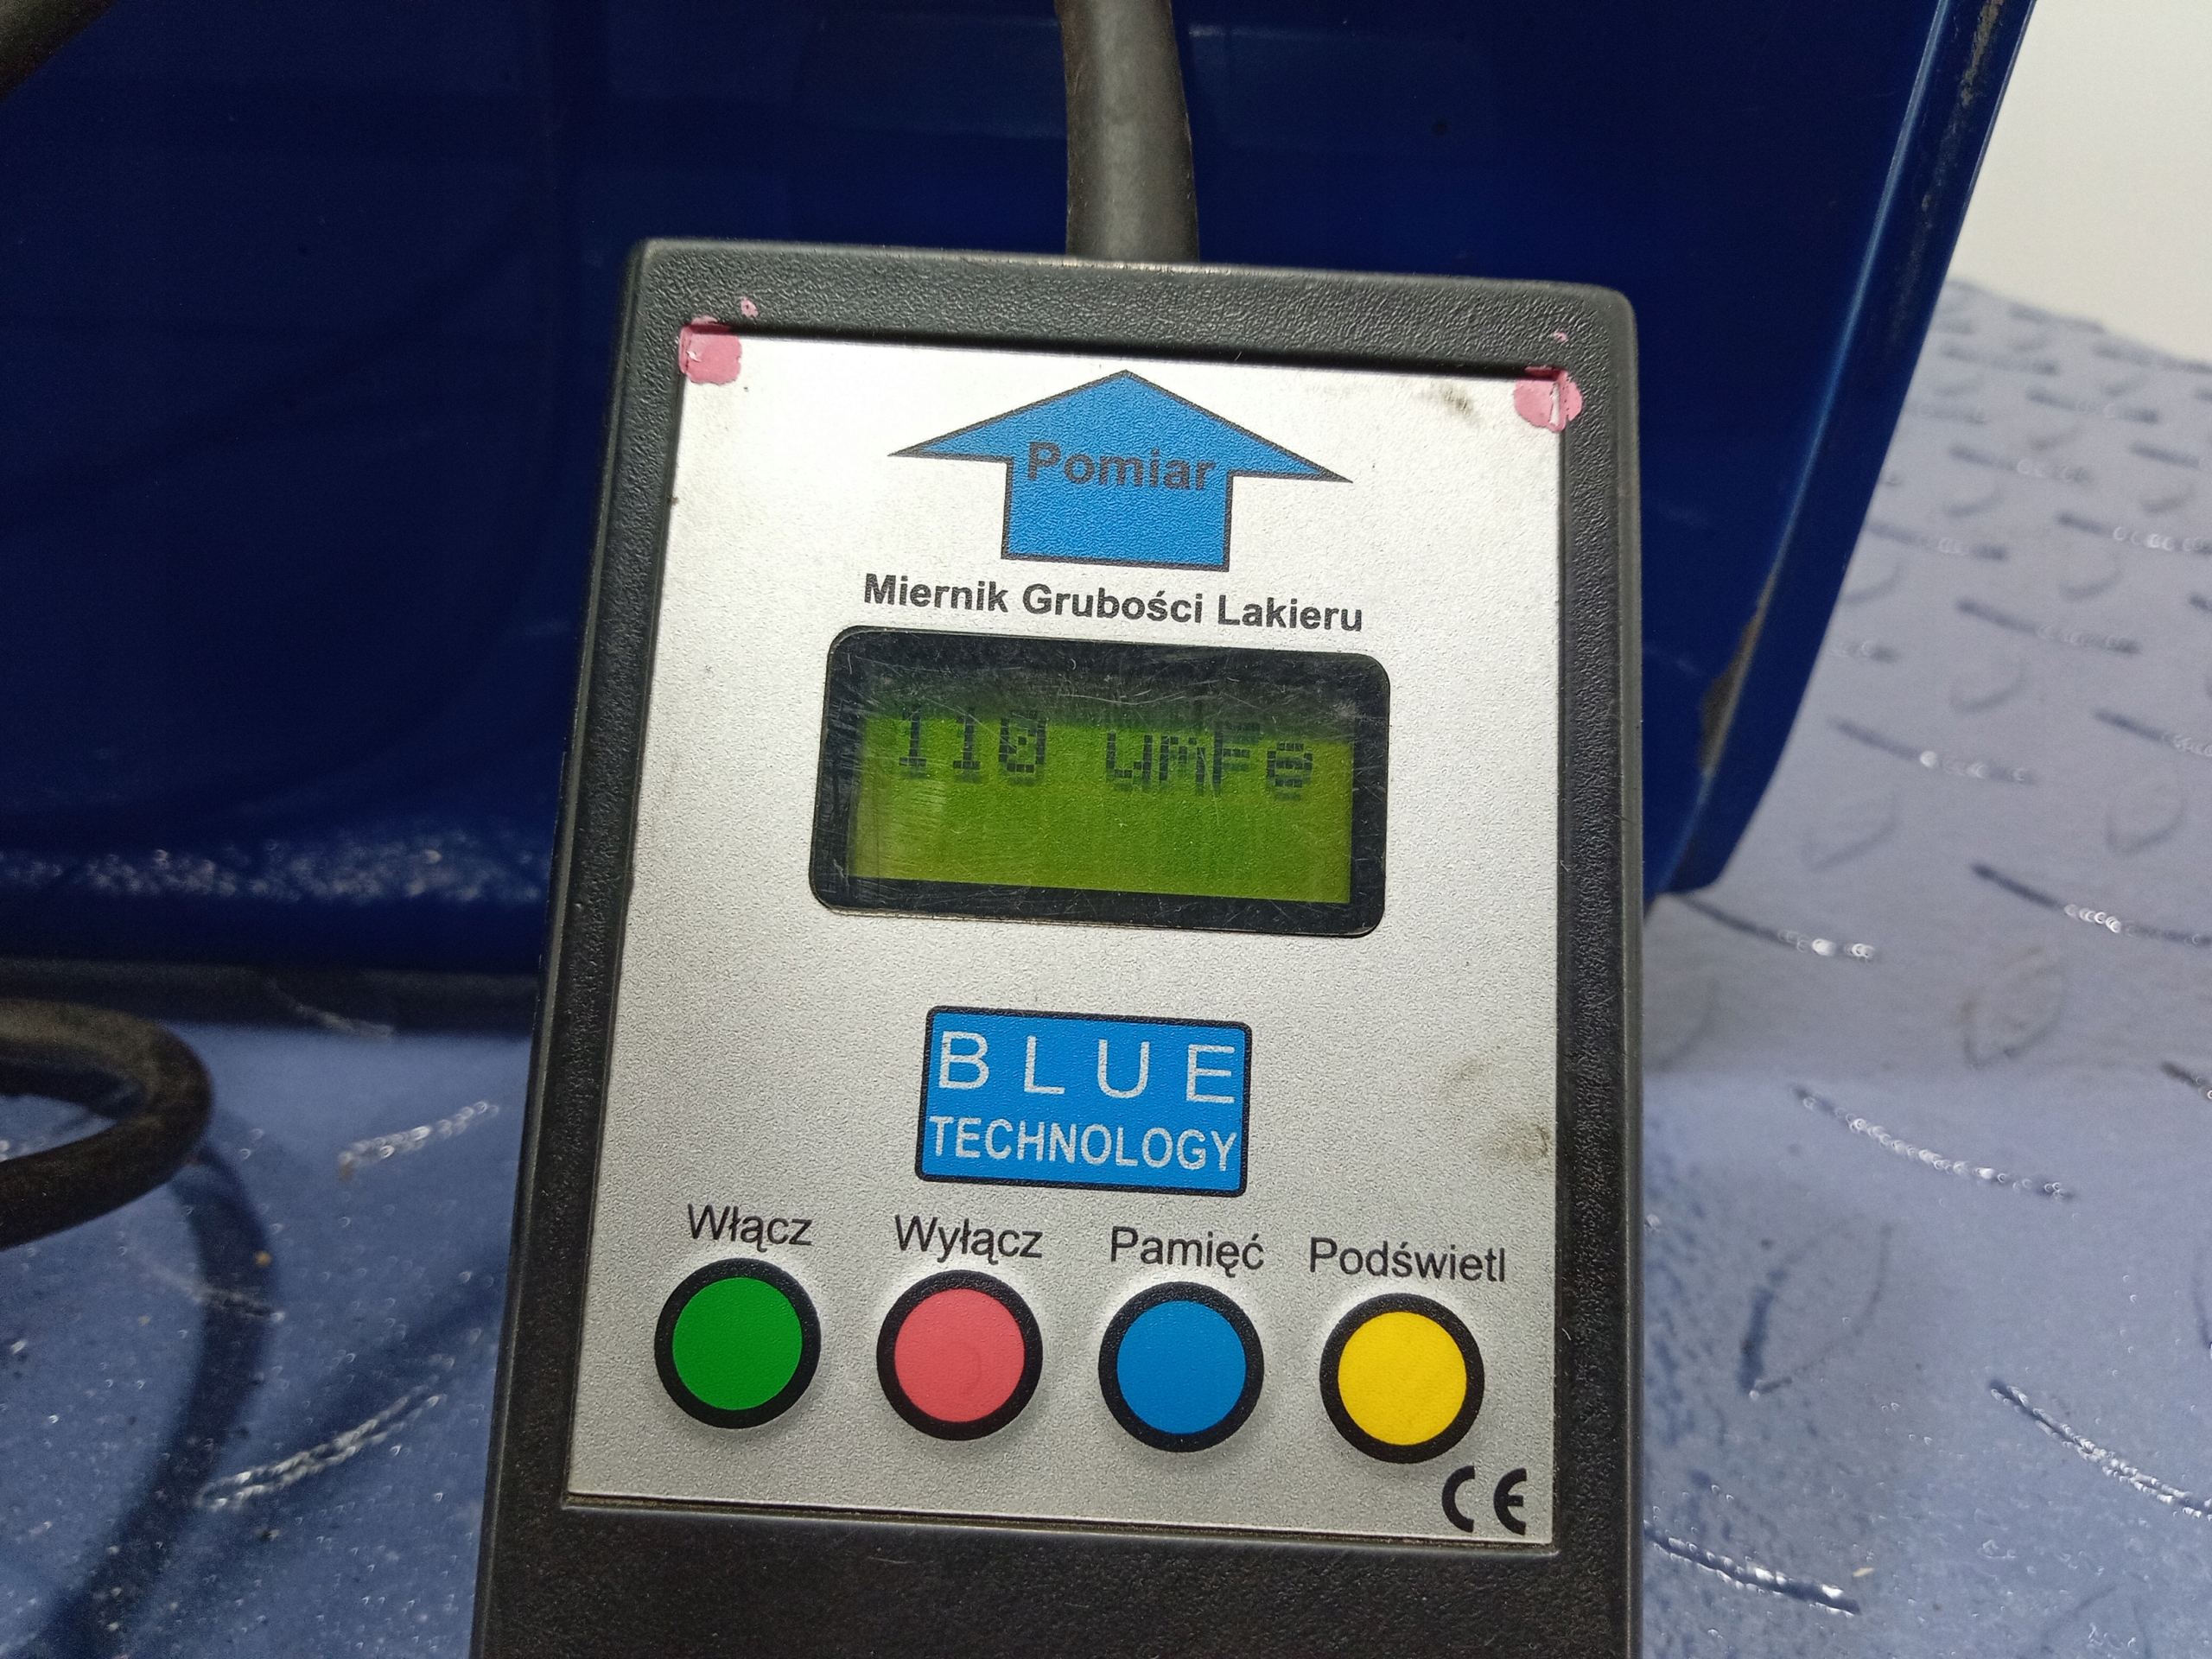 Pomiar
Miernik Grubości Lakieru
110 umFe
BLUE
TECHNOLOGY
Włącz Wyłącz Pamięć Podświetl
CE